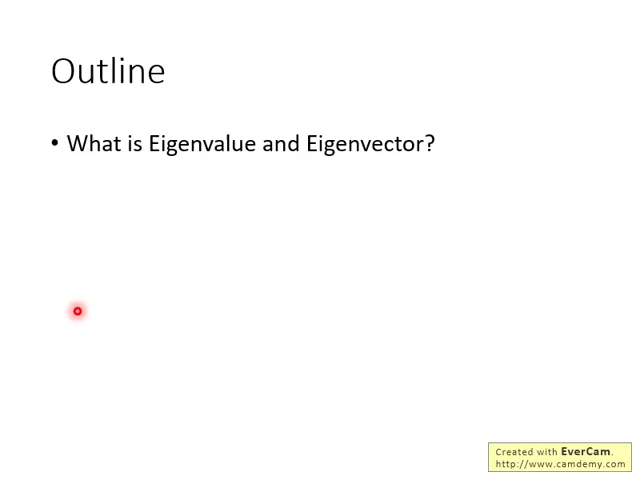 Outline
• What is Eigenvalue and Eigenvector?
Created with EverCam.
http://www.camdemy.com